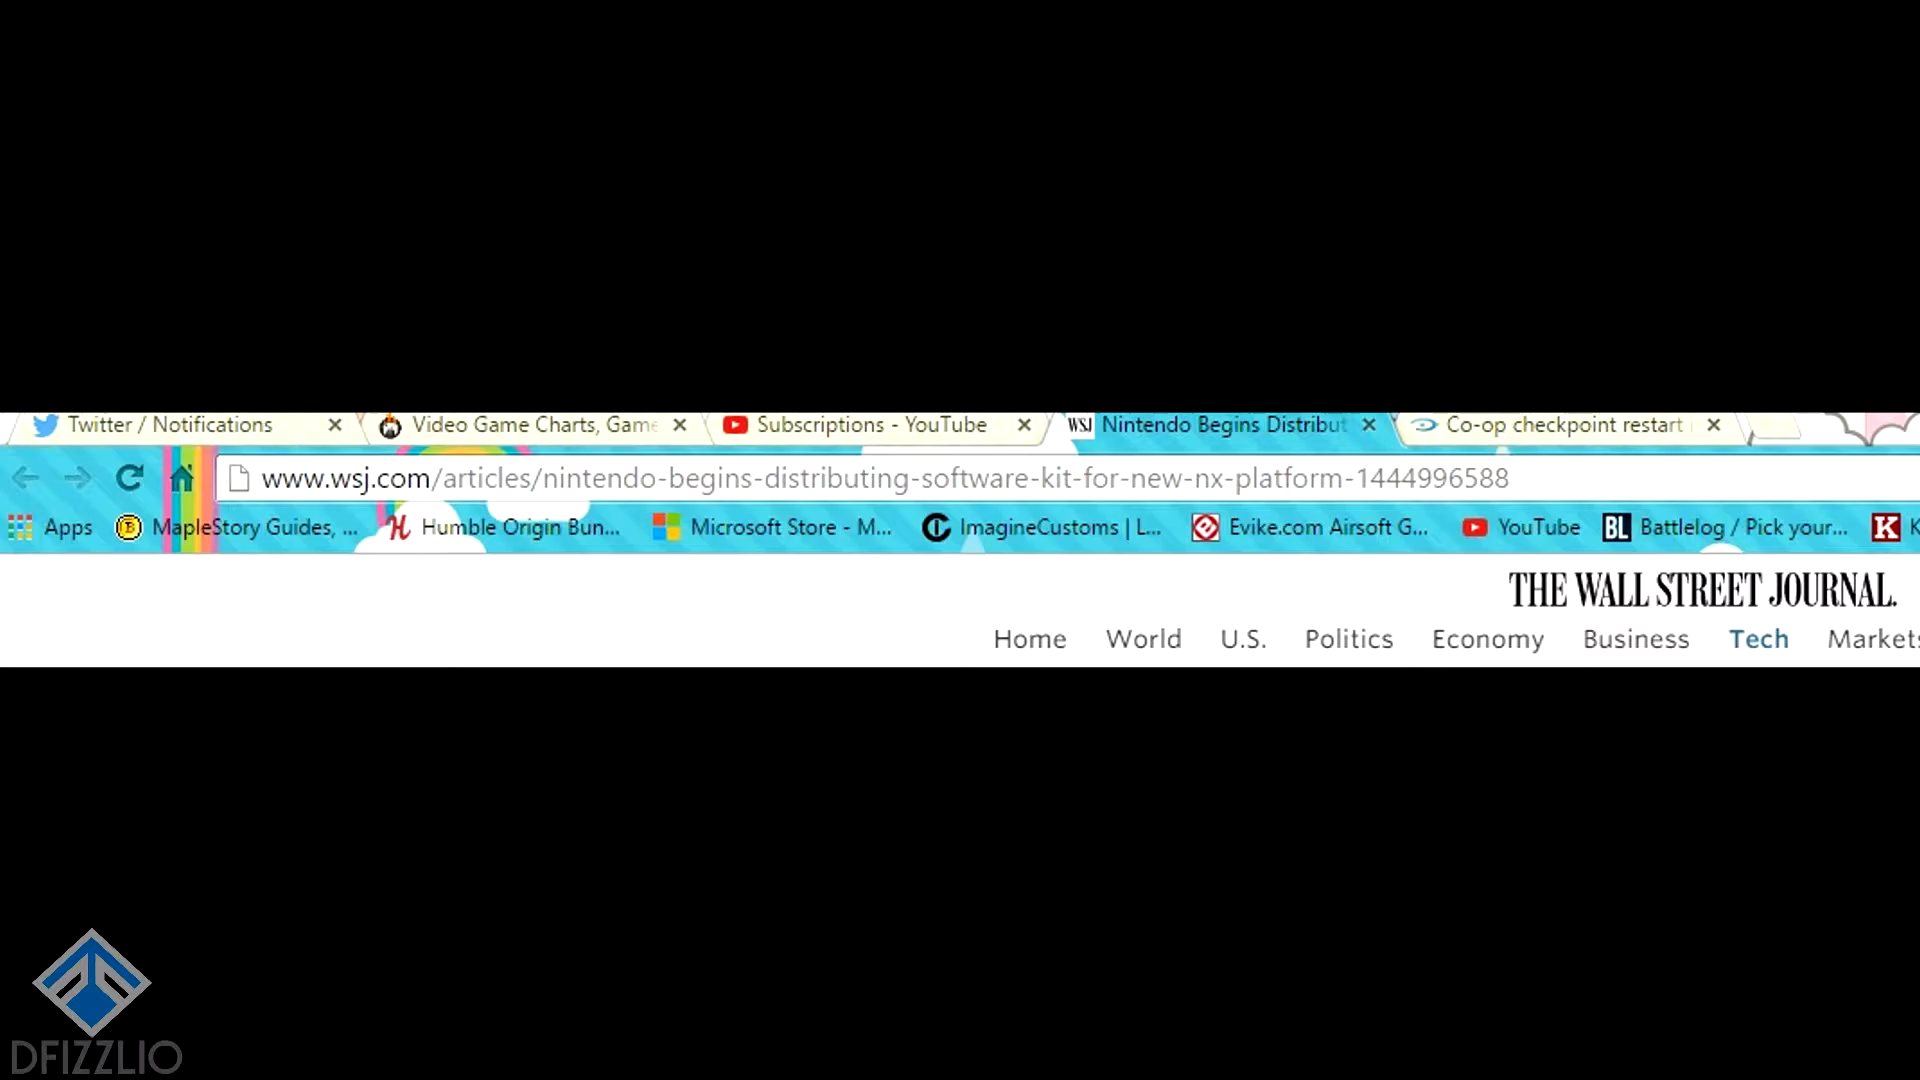 Twitter / Notifications Video Game Charts, Game Subscriptions - YouTube WSJ Nintendo Begins Distribut Co-op checkpoint restart
www.wsj.com/articles/nintendo-begins-distributing-software-kit-for-new-nx-platform-1444996588
Apps MapleStory Guides, ... Humble Origin Bun... Microsoft Store - M... ImagineCustoms | L... Evike.com Airsoft G... YouTube BL Battlelog / Pick your... K
THE WALL STREET JOURNAL.
Home World U.S. Politics Economy Business Tech Markets
DFIZZLIO